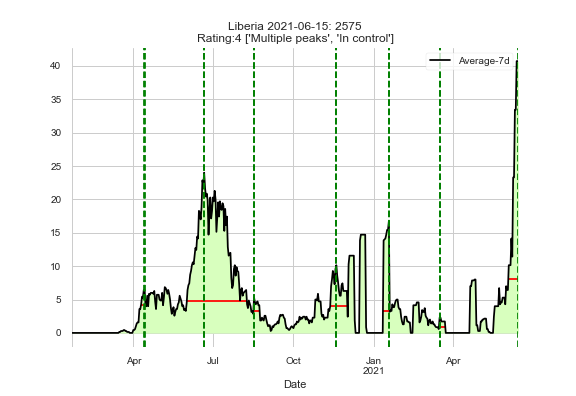 Liberia 2021-06-15: 2575
Rating:4 ['Multiple peaks', 'In control']
Average-7d
40
35
30
25
20
15
10
5
0
Apr
Jul
Oct
Jan
2021
Apr
Date